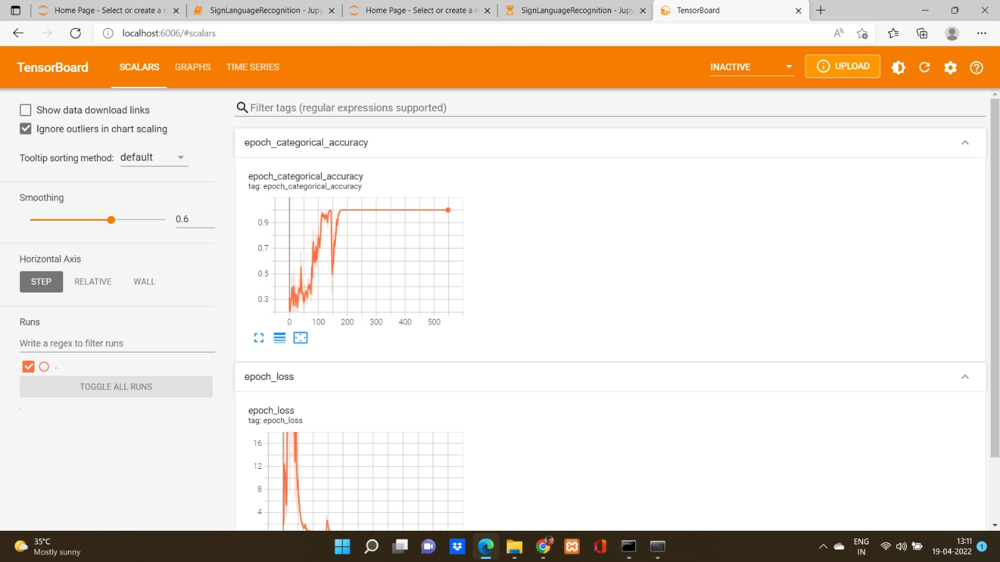 Home Page - Select or create a n
SignLanguageRecognition - Jupy
Home Page - Select or create a n
SignLanguageRecognition - Jupy
TensorBoard
localhost:6006/#scalars
TensorBoard
SCALARS
GRAPHS
TIME SERIES
INACTIVE
UPLOAD
Show data download links
Ignore outliers in chart scaling
Tooltip sorting method: default
Smoothing
0.6
Horizontal Axis
STEP
RELATIVE
WALL
Runs
Write a regex to filter runs
.
TOGGLE ALL RUNS
.
Filter tags (regular expressions supported)
epoch_categorical_accuracy
epoch_categorical_accuracy
tag: epoch_categorical_accuracy
0.9
0.7
0.5
0.3
0 100 200 300 400 500
epoch_loss
epoch_loss
tag: epoch_loss
16
12
8
4
35°C
Mostly sunny
ENG
IN
13:11
19-04-2022
1